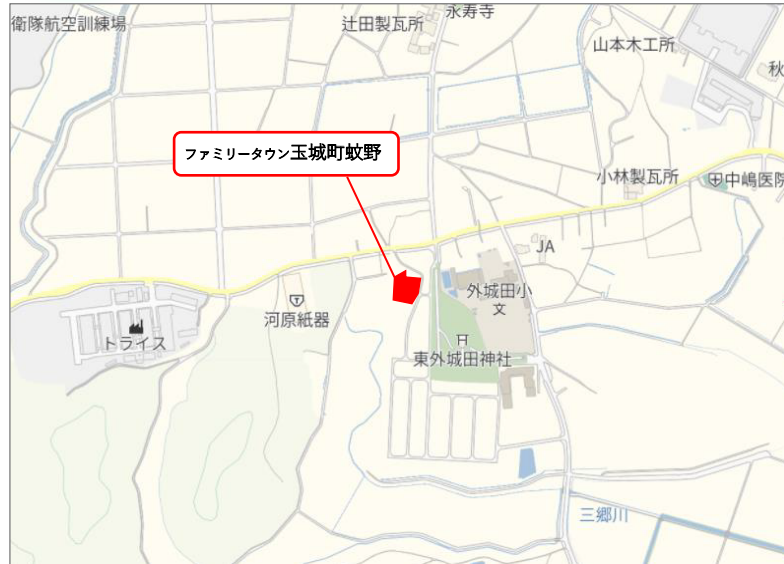 永寿寺
衛隊航空訓練場
辻田製瓦所
山本木工所
秋
ファミリータウン玉城町蚊野
小林製瓦所
中嶋医院
JA
外城田小
文
河原紙器
トライス
東外城田神社
三郷川